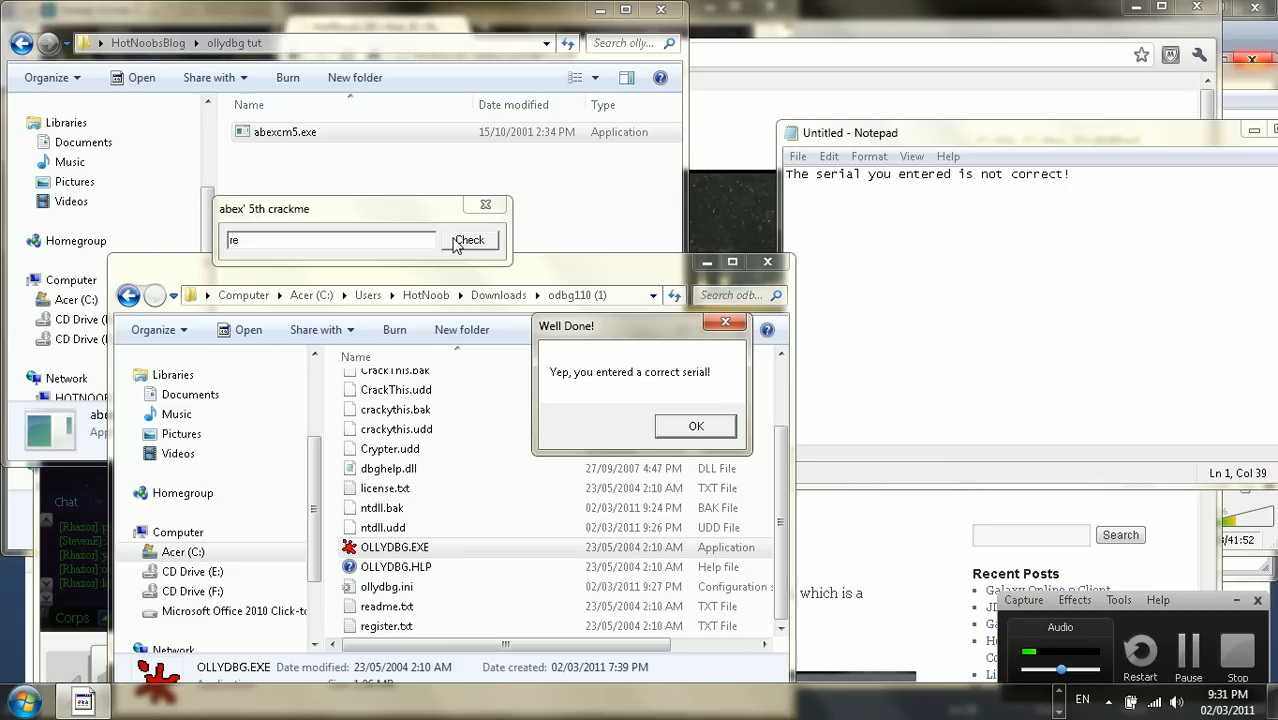 HotNoobsBlog ▸ ollydbg tut
Search olly...
Organize
Open
Share with
Burn
New folder
Name
Date modified
Type
Libraries
Documents
Music
Pictures
Videos
Homegroup
Computer
Acer (C:)
CD Drive
CD Drive
Network
abexcm5.exe
15/10/2001 2:34 PM
Application
abex' 5th crackme
re
Check
Untitled - Notepad
File Edit Format View Help
The serial you entered is not correct!
Ln 1, Col 39
Computer ▸ Acer (C:) ▸ Users ▸ HotNoob ▸ Downloads ▸ odbg110 (1)
Search odb...
Organize
Open
Share with
Burn
New folder
Name
Libraries
Documents
Music
Pictures
Videos
Homegroup
Computer
Acer (C:)
CD Drive (E:)
CD Drive (F:)
Microsoft Office 2010 Click-to
Network
CrackThis.bak
CrackThis.udd
crackythis.bak
crackythis.udd
Crypter.udd
dbghelp.dll 27/09/2007 4:47 PM DLL File
license.txt 23/05/2004 2:10 AM TXT File
ntdll.bak 02/03/2011 9:24 PM BAK File
ntdll.udd 02/03/2011 9:26 PM UDD File
OLLYDBG.EXE 23/05/2004 2:10 AM Application
OLLYDBG.HLP 23/05/2004 2:10 AM Help file
ollydbg.ini 02/03/2011 9:27 PM Configuration
readme.txt 23/05/2004 2:10 AM TXT File
register.txt 23/05/2004 2:10 AM TXT File
OLLYDBG.EXE Date modified: 23/05/2004 2:10 AM Date created: 02/03/2011 7:39 PM
Well Done!
Yep, you entered a correct serial!
OK
Chat
[Rhazor]
[StevenE]
[Rhazor]
[Rhazor]
Corps
which is a
Search
Recent Posts
Capture Effects Tools Help
Audio
Restart
Pause
Stop
EN
9:31 PM
02/03/2011